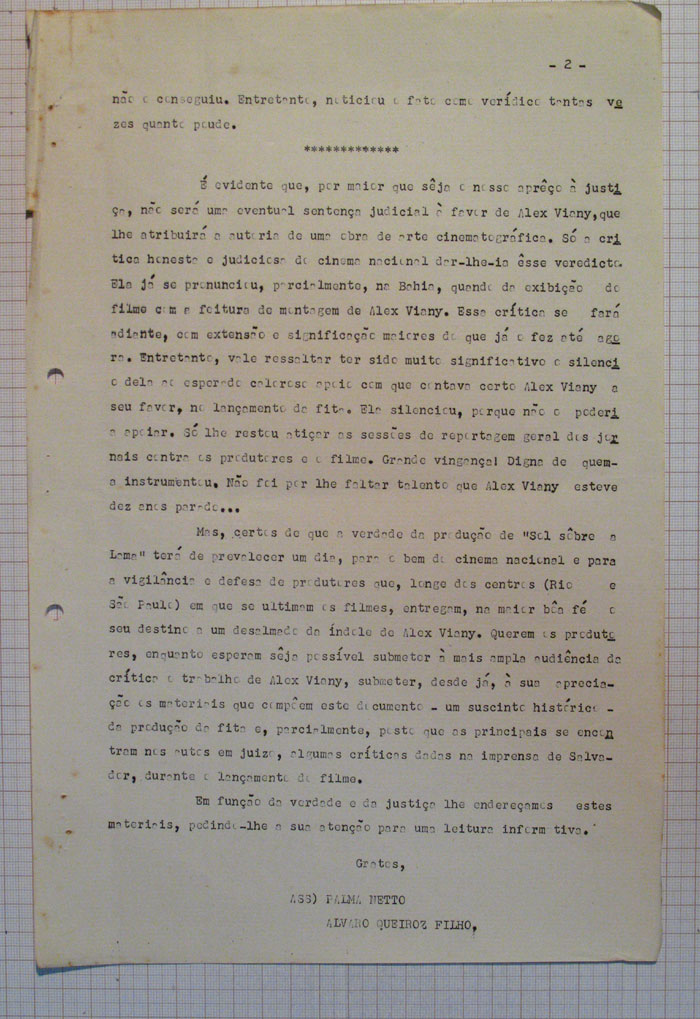 - 2 -
não o conseguiu. Entretanto, noticiou o fato como verídico tantas ve
zes quanto poude.
*************
É evidente que, por maior que sêja o nosso aprêço à justi
ça, não será uma eventual sentença judicial à favor de Alex Viany,que
lhe atribuirá a autoria de uma obra de arte cinematográfica. Só a cri
tica honesta e judiciosa do cinema nacional dar-lhe-ia êsse veredicto.
Ela já se pronunciou, parcialmente, na Bahia, quando da exibição do
filme com a feitura de montagem de Alex Viany. Essa crítica se fará
adiante, com extensão e significação maiores do que já o fez até ago
ra. Entretanto, vale ressaltar ter sido muito significativo o silenci
o dela ao esperado caloroso apoio com que contava certo Alex Viany a
seu favor, no lançamento da fita. Ela silenciou, porque não o poderi
a apoiar. Só lhe restou atiçar as sessões de reportagem geral dos jor
nais contra os produtores e o filme. Grande vingança! Digna de quem-
a instrumentou. Não foi por lhe faltar talento que Alex Viany esteve
dez anos parado...
Mas, certos de que a verdade da produção de "Sol sôbre a
Lama" terá de prevalecer um dia, para o bem do cinema nacional e para
a vigilância e defesa de produtores que, longe dos centros (Rio e
São Paulo) em que se ultimam os filmes, entregam, na maior bôa fé o
seu destino a um desalmado da índole de Alex Viany. Querem os produto
res, enquanto esperam sêja possível submeter à mais ampla audiência da
crítica o trabalho de Alex Viany, submeter, desde já, à sua aprecia-
ção os materiais que compõem este documento - um suscinto histórico -
da produção da fita e, parcialmente, posto que as principais se encon
tram nos autos em juizo, algumas críticas dadas na imprensa de Salva-
dor, durante o lançamento do filme.
Em função da verdade e da justiça lhe endereçamos estes
materiais, pedindo-lhe a sua atenção para uma leitura inform tiva.
Gratos,
ASS) PALMA NETTO
ALVARO QUEIROZ FILHO.